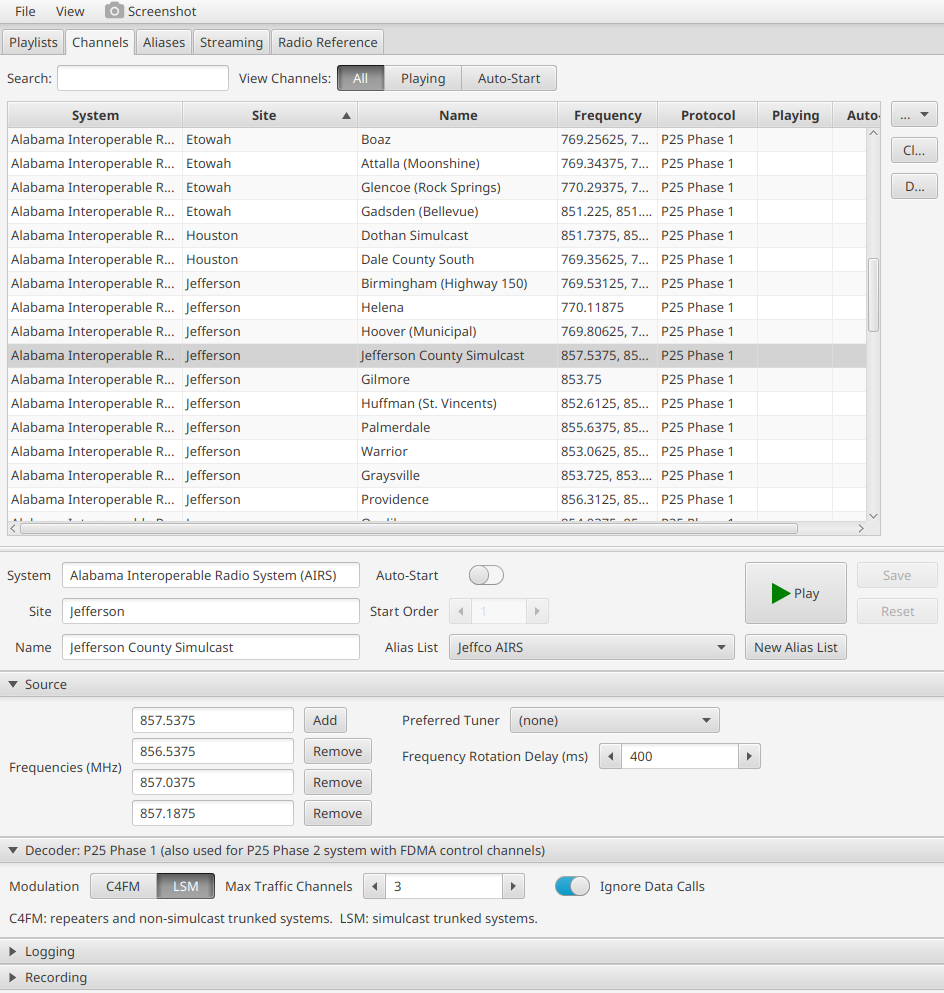 File View Screenshot
Playlists Channels Aliases Streaming Radio Reference
Search: View Channels: All Playing Auto-Start
System Site Name Frequency Protocol Playing Auto- ...
Alabama Interoperable R... Etowah Boaz 769.25625, 7... P25 Phase 1
Cl...
Alabama Interoperable R... Etowah Attalla (Moonshine) 769.34375, 7... P25 Phase 1
Alabama Interoperable R... Etowah Glencoe (Rock Springs) 770.29375, 7... P25 Phase 1
D...
Alabama Interoperable R... Etowah Gadsden (Bellevue) 851.225, 851.... P25 Phase 1
Alabama Interoperable R... Houston Dothan Simulcast 851.7375, 85... P25 Phase 1
Alabama Interoperable R... Houston Dale County South 769.35625, 7... P25 Phase 1
Alabama Interoperable R... Jefferson Birmingham (Highway 150) 769.53125, 7... P25 Phase 1
Alabama Interoperable R... Jefferson Helena 770.11875 P25 Phase 1
Alabama Interoperable R... Jefferson Hoover (Municipal) 769.80625, 7... P25 Phase 1
Alabama Interoperable R... Jefferson Jefferson County Simulcast 857.5375, 85... P25 Phase 1
Alabama Interoperable R... Jefferson Gilmore 853.75 P25 Phase 1
Alabama Interoperable R... Jefferson Huffman (St. Vincents) 852.6125, 85... P25 Phase 1
Alabama Interoperable R... Jefferson Palmerdale 855.6375, 85... P25 Phase 1
Alabama Interoperable R... Jefferson Warrior 853.0625, 85... P25 Phase 1
Alabama Interoperable R... Jefferson Graysville 853.725, 853.... P25 Phase 1
Alabama Interoperable R... Jefferson Providence 856.3125, 85... P25 Phase 1
System Alabama Interoperable Radio System (AIRS) Auto-Start Play Save
Site Jefferson Start Order 1 Reset
Name Jefferson County Simulcast Alias List Jeffco AIRS New Alias List
Source
857.5375 Add Preferred Tuner (none)
856.5375 Remove Frequency Rotation Delay (ms) 400
Frequencies (MHz)
857.0375 Remove
857.1875 Remove
Decoder: P25 Phase 1 (also used for P25 Phase 2 system with FDMA control channels)
Modulation C4FM LSM Max Traffic Channels 3 Ignore Data Calls
C4FM: repeaters and non-simulcast trunked systems. LSM: simulcast trunked systems.
Logging
Recording